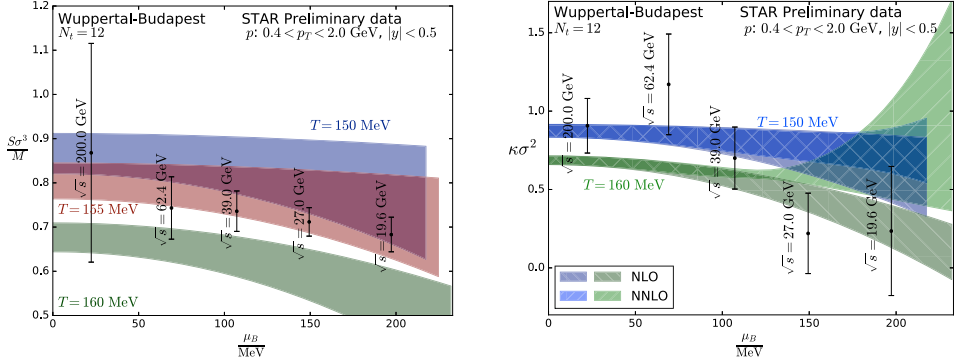 Wuppertal-Budapest STAR Preliminary data
N_t = 12 p: 0.4 < p_T < 2.0 GeV, |y| < 0.5
1.2
1.1
1.0
0.9
0.8
0.7
0.6
0.5
Sσ³/M
T = 150 MeV
T = 155 MeV
T = 160 MeV
√s = 200.0 GeV
√s = 62.4 GeV
√s = 39.0 GeV
√s = 27.0 GeV
√s = 19.6 GeV
0 50 100 150 200
μ_B/MeV
Wuppertal-Budapest STAR Preliminary data
N_t = 12 p: 0.4 < p_T < 2.0 GeV, |y| < 0.5
1.5
1.0
0.5
0.0
κσ²
√s = 200.0 GeV
√s = 62.4 GeV
√s = 39.0 GeV
√s = 27.0 GeV
√s = 19.6 GeV
T = 150 MeV
T = 160 MeV
NLO
NNLO
0 50 100 150 200
μ_B/MeV